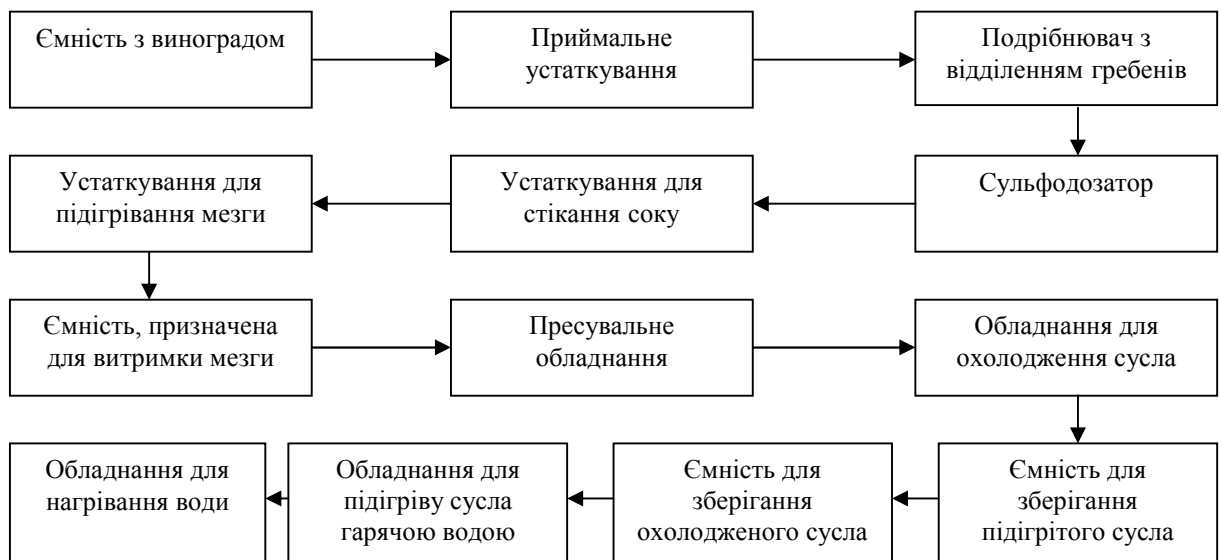 Ємність з виноградом
Приймальне
устаткування
Подрібнювач з
відділенням гребенів
Сульфодозатор
Устаткування для
стікання соку
Устаткування для
підігрівання мезги
Ємність, призначена
для витримки мезги
Пресувальне
обладнання
Обладнання для
охолодження сусла
Ємність для
зберігання
підігрітого сусла
Ємність для
зберігання
охолодженого сусла
Обладнання для
підігріву сусла
гарячою водою
Обладнання для
нагрівання води